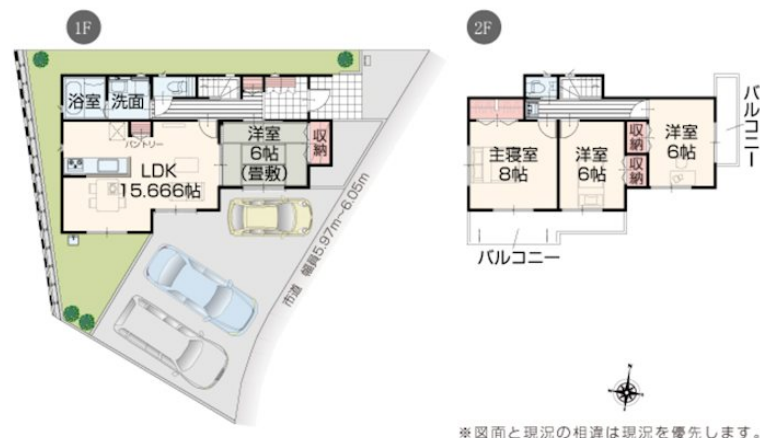 1F
浴室
洗面
パントリー
LDK
15.666帖
洋室
6帖
(畳敷)
収納
市道 幅員5.97m～6.05m
2F
主寝室
8帖
洋室
6帖
収納
収納
洋室
6帖
バルコニー
バルコニー
※図面と現況の相違は現況を優先します。